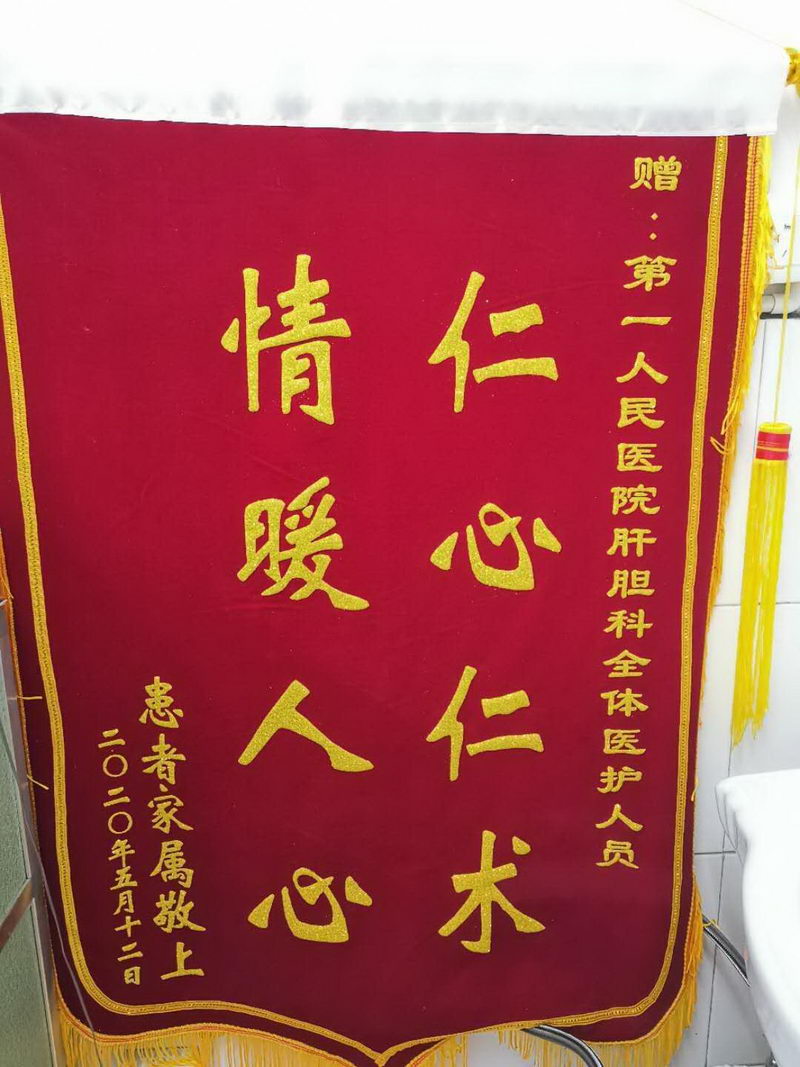 赠：第一人民医院肝胆科全体医护人员
仁心仁术
情暖人心
患者家属敬上
二〇二〇年五月十二日